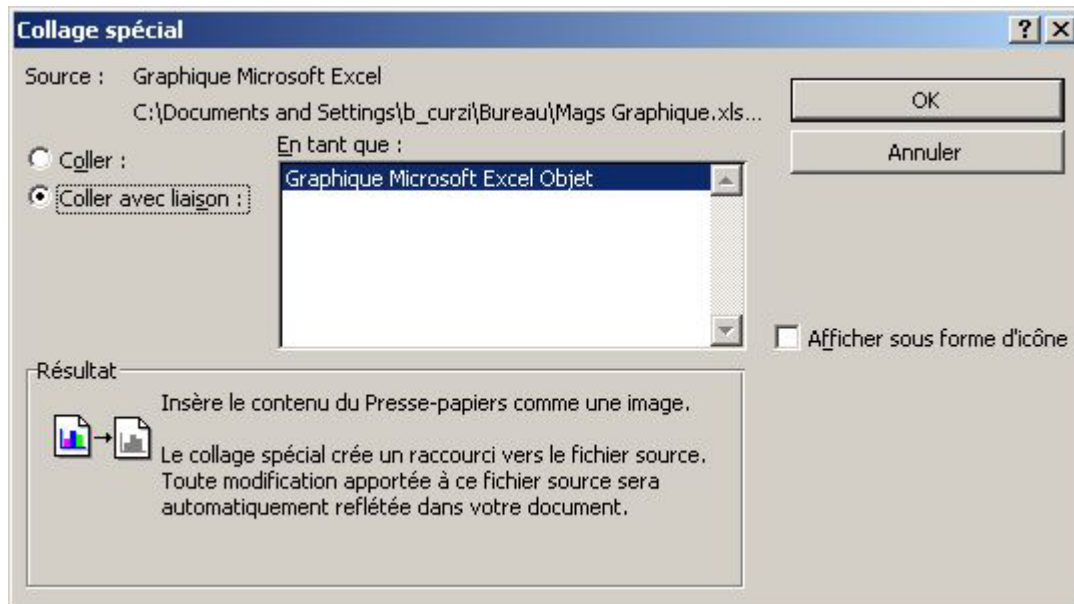 Collage spécial
Source : Graphique Microsoft Excel
C:\Documents and Settings\b_curzi\Bureau\Mags Graphique.xls...
OK
Annuler
Coller :
Coller avec liaison :
En tant que :
Graphique Microsoft Excel Objet
Afficher sous forme d'icône
Résultat
Insère le contenu du Presse-papiers comme une image.
Le collage spécial crée un raccourci vers le fichier source.
Toute modification apportée à ce fichier source sera
automatiquement reflétée dans votre document.